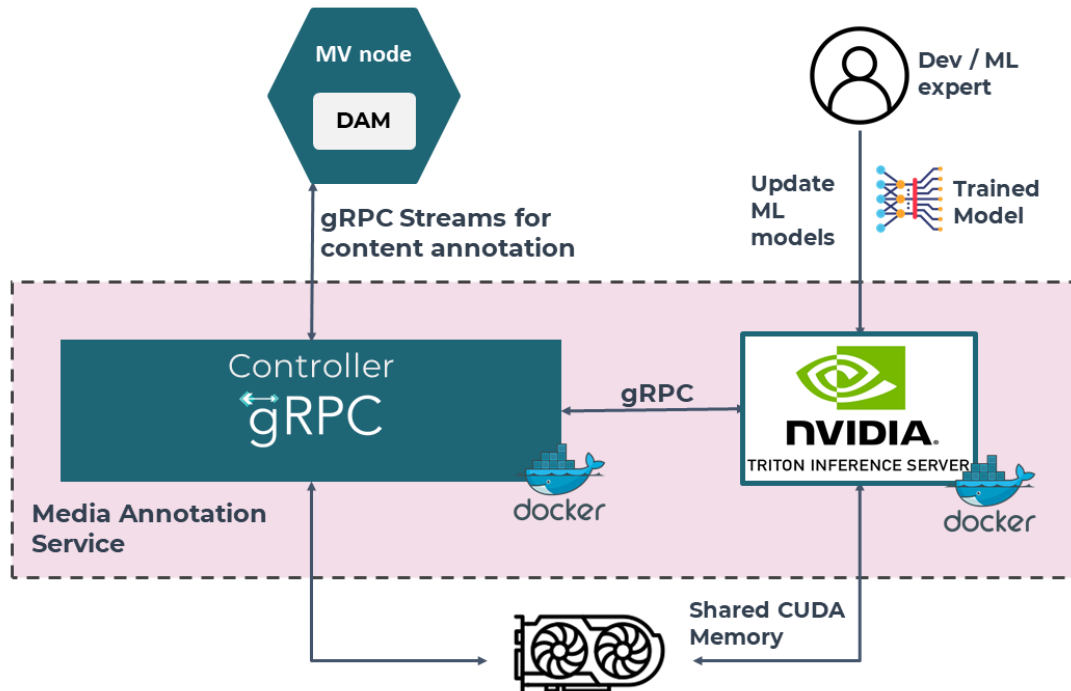 MV node
DAM
Dev / ML
expert
gRPC Streams for
content annotation
Update
ML
models
Trained
Model
Controller
gRPC
gRPC
NVIDIA.
TRITON INFERENCE SERVER
docker
docker
Media Annotation
Service
Shared CUDA
Memory